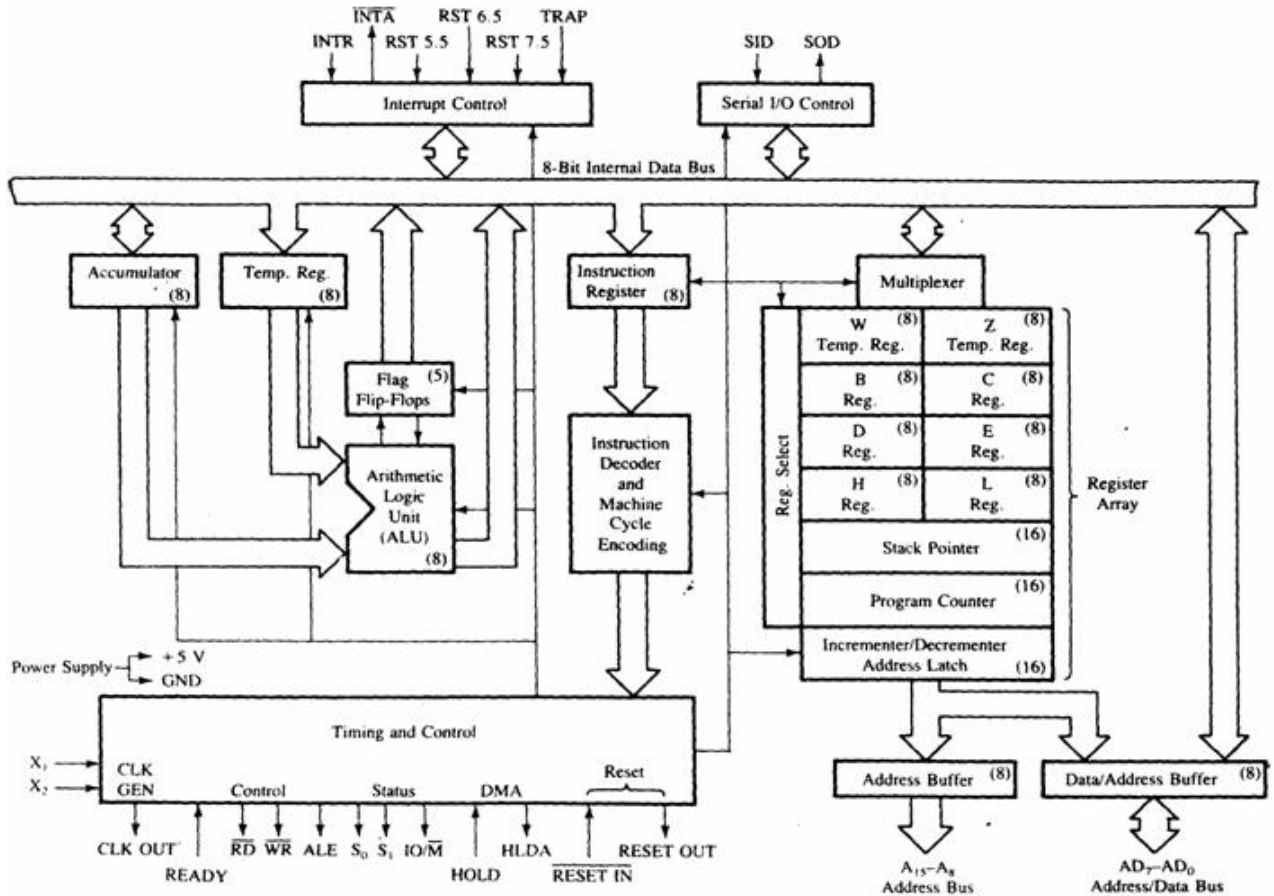 INTA RST 6.5 TRAP
INTR RST 5.5 RST 7.5
SID SOD
Interrupt Control
Serial I/O Control
8-Bit Internal Data Bus
Accumulator
(8)
Temp. Reg.
(8)
Instruction
Register
(8)
Multiplexer
Flag
Flip-Flops
(5)
Arithmetic
Logic
Unit
(ALU)
(8)
Instruction
Decoder
and
Machine
Cycle
Encoding
Reg. Select
W (8)
Temp. Reg.
Z (8)
Temp. Reg.
B (8)
Reg.
C (8)
Reg.
D (8)
Reg.
E (8)
Reg.
H (8)
Reg.
L (8)
Reg.
Stack Pointer (16)
Program Counter (16)
Incrementer/Decrementer
Address Latch (16)
Register
Array
Power Supply
+5 V
GND
Timing and Control
X₁
X₂
CLK
GEN
Control
Status
DMA
Reset
CLK OUT
READY
RD
WR
ALE
S₀
S₁
IO/M
HOLD
HLDA
RESET IN
RESET OUT
Address Buffer (8)
Data/Address Buffer (8)
A₁₅–A₈
Address Bus
AD₇–AD₀
Address/Data Bus